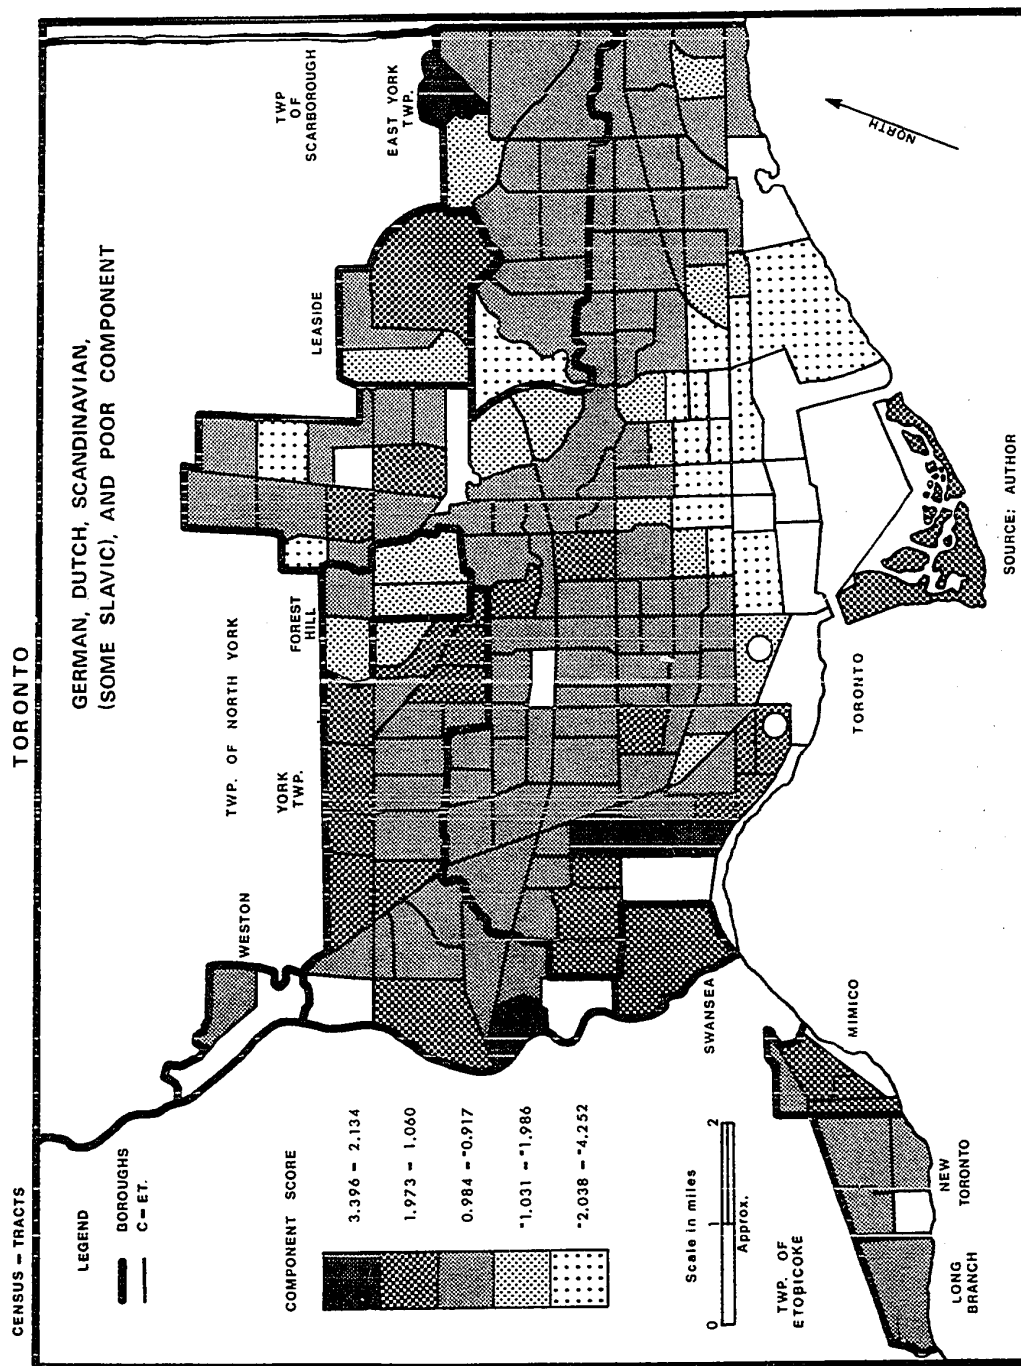 CENSUS – TRACTS
TORONTO
GERMAN, DUTCH, SCANDINAVIAN,
(SOME SLAVIC), AND POOR COMPONENT
LEGEND
BOROUGHS
C–ET.
COMPONENT SCORE
3.396 – 2.134
1.973 – 1.060
0.984 – -0.917
-1.031 – -1.986
-2.038 – -4.252
Scale in miles
0 1 2
Approx.
WESTON
TWP. OF NORTH YORK
YORK
TWP.
FOREST
HILL
LEASIDE
TWP
OF
SCARBOROUGH
EAST YORK
TWP.
NORTH
TWP. OF
ETOBICOKE
LONG
BRANCH
NEW
TORONTO
MIMICO
SWANSEA
TORONTO
SOURCE: AUTHOR